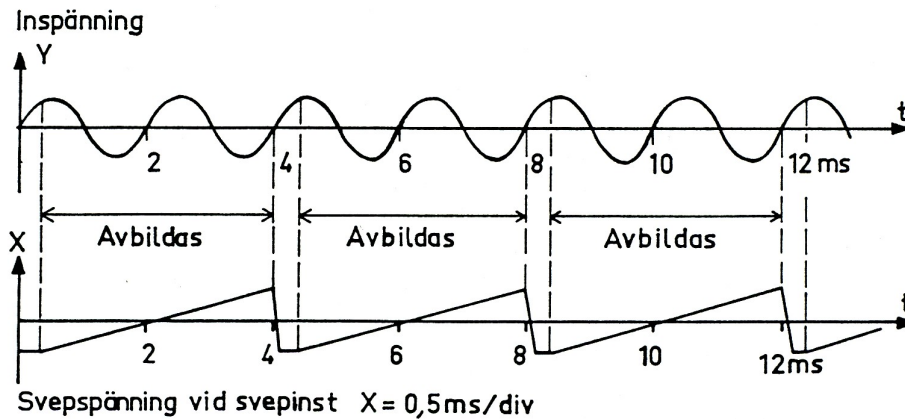 Inspänning
Y
t
2 4 6 8 10 12 ms
Avbildas Avbildas Avbildas
X
t
2 4 6 8 10 12ms
Svepspänning vid svepinst X = 0,5ms/div